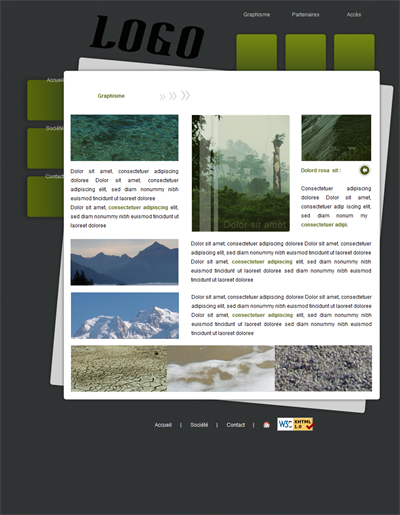 LOGO
Graphisme
Partenaires
Accès
Accueil
Société
Contact
Graphisme
Dolor sit amet, consectetuer adipiscing
doloree Dolor sit amet, consectetuer
adipiscing elit, sed diam nonummy nibh
euismod tincidunt ut laoreet doloree
Dolor sit amet, consectetuer adipiscing elit,
sed diam nonummy nibh euismod tincidunt ut
laoreet doloree
Dolor sit amet
Dolord rosa sit :
Consectetuer adipiscing
doloree Dolor sit amet,
consectetuer adip iscing elit,
sed diam nonum my
consectetuer adipi.
Dolor sit amet, consectetuer adipiscing doloree Dolor sit amet, consectetuer
adipiscing elit, sed diam nonummy nibh euismod tincidunt ut laoreet doloree
Dolor sit amet, consectetuer adipiscing elit, sed diam nonummy nibh
euismod tincidunt ut laoreet doloree sed diam nonummy nibh euismod
tincidunt ut laoreet doloree
Dolor sit amet, consectetuer adipiscing doloree Dolor sit amet, consectetuer
adipiscing elit, sed diam nonummy nibh euismod tincidunt ut laoreet doloree
Dolor sit amet, consectetuer adipiscing elit, sed diam nonummy nibh
euismod tincidunt ut laoreet doloree sed diam nonummy nibh euismod
tincidunt ut laoreet doloree
Accueil | Société | Contact |
W3C XHTML 1.0